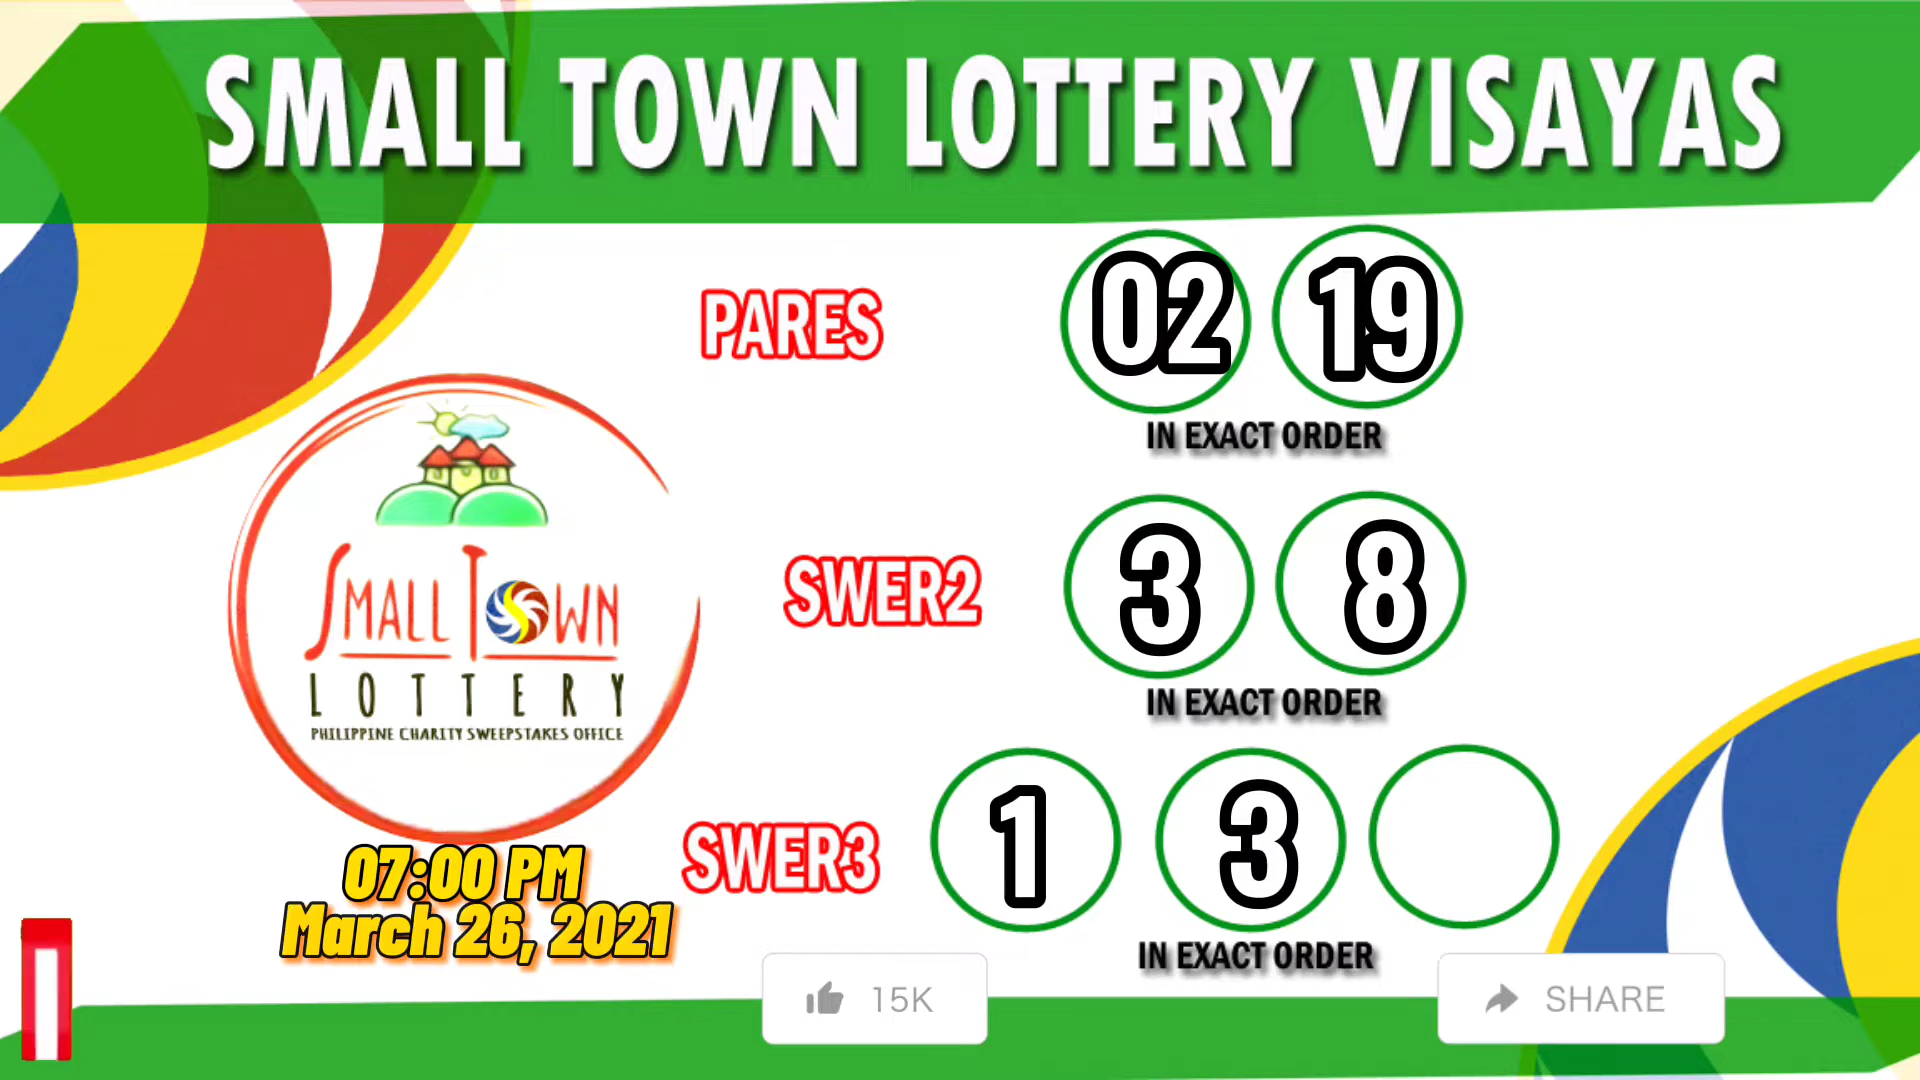 SMALL TOWN LOTTERY VISAYAS
PARES
02 19
IN EXACT ORDER
SWER2
3 8
IN EXACT ORDER
SMALL TOWN
LOTTERY
PHILIPPINE CHARITY SWEEPSTAKES OFFICE
SWER3
1 3
IN EXACT ORDER
07:00 PM
March 26, 2021
15K
SHARE